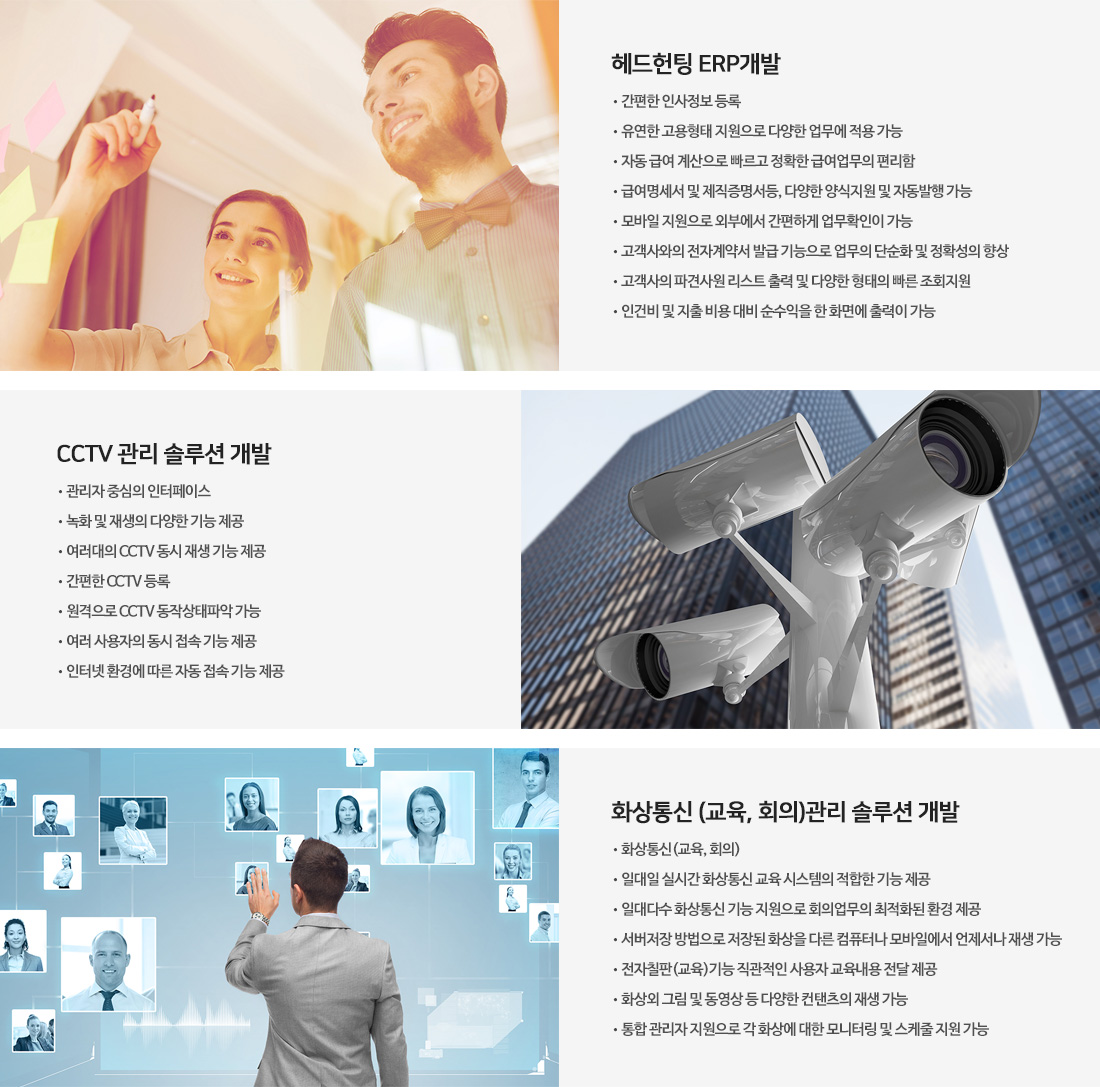 헤드헌팅 ERP개발
· 간편한 인사정보 등록
· 유연한 고용형태 지원으로 다양한 업무에 적용 가능
· 자동 급여 계산으로 빠르고 정확한 급여업무의 편리함
· 급여명세서 및 제직증명서등, 다양한 양식지원 및 자동발행 가능
· 모바일 지원으로 외부에서 간편하게 업무확인이 가능
· 고객사와의 전자계약서 발급 기능으로 업무의 단순화 및 정확성의 향상
· 고객사의 파견사원 리스트 출력 및 다양한 형태의 빠른 조회지원
· 인건비 및 지출 비용 대비 순수익을 한 화면에 출력이 가능
CCTV 관리 솔루션 개발
· 관리자 중심의 인터페이스
· 녹화 및 재생의 다양한 기능 제공
· 여러대의 CCTV 동시 재생 기능 제공
· 간편한 CCTV 등록
· 원격으로 CCTV 동작상태파악 가능
· 여러 사용자의 동시 접속 기능 제공
· 인터넷 환경에 따른 자동 접속 기능 제공
화상통신 (교육, 회의)관리 솔루션 개발
· 화상통신(교육, 회의)
· 일대일 실시간 화상통신 교육 시스템의 적합한 기능 제공
· 일대다수 화상통신 기능 지원으로 회의업무의 최적화된 환경 제공
· 서버저장 방법으로 저장된 화상을 다른 컴퓨터나 모바일에서 언제서나 재생 가능
· 전자칠판(교육)기능 직관적인 사용자 교육내용 전달 제공
· 화상외 그림 및 동영상 등 다양한 컨탠츠의 재생 가능
· 통합 관리자 지원으로 각 화상에 대한 모니터링 및 스케줄 지원 가능